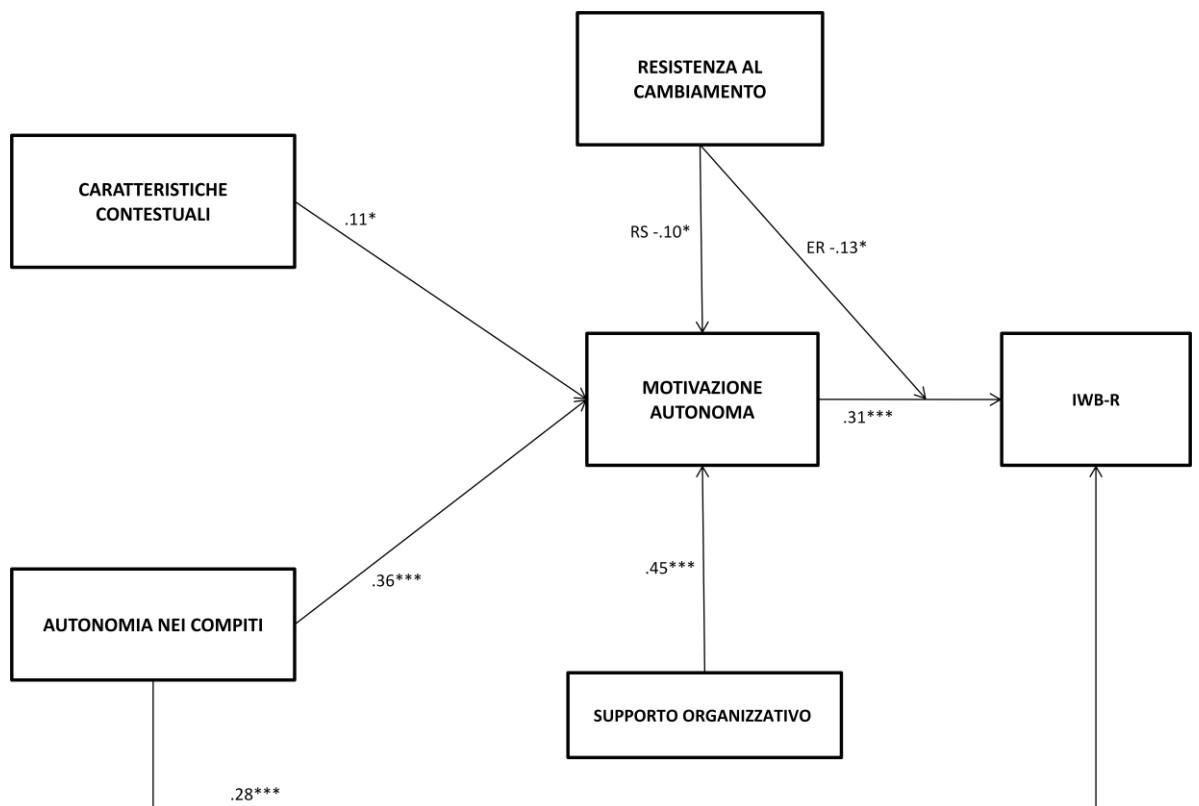 RESISTENZA AL
CAMBIAMENTO
CARATTERISTICHE
CONTESTUALI
.11*
RS -.10*
ER -.13*
MOTIVAZIONE
AUTONOMA
.31***
IWB-R
.36***
.45***
AUTONOMIA NEI COMPITI
SUPPORTO ORGANIZZATIVO
.28***